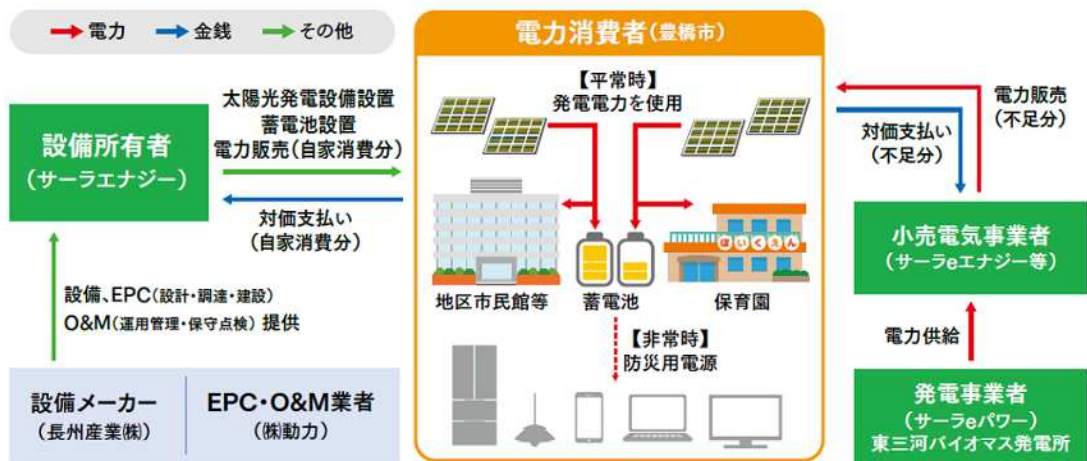 電力
金銭
その他
設備所有者
(サーラエナジー)
太陽光発電設備設置
蓄電池設置
電力販売(自家消費分)
対価支払い
(自家消費分)
設備、EPC(設計・調達・建設)
O&M(運用管理・保守点検) 提供
設備メーカー
(長州産業㈱)
EPC・O&M業者
(㈱動力)
電力消費者(豊橋市)
【平常時】
発電電力を使用
ほいくえん
地区市民館等
蓄電池
保育園
【非常時】
防災用電源
電力販売
(不足分)
対価支払い
(不足分)
小売電気事業者
(サーラeエナジー等)
電力供給
発電事業者
(サーラeパワー)
東三河バイオマス発電所